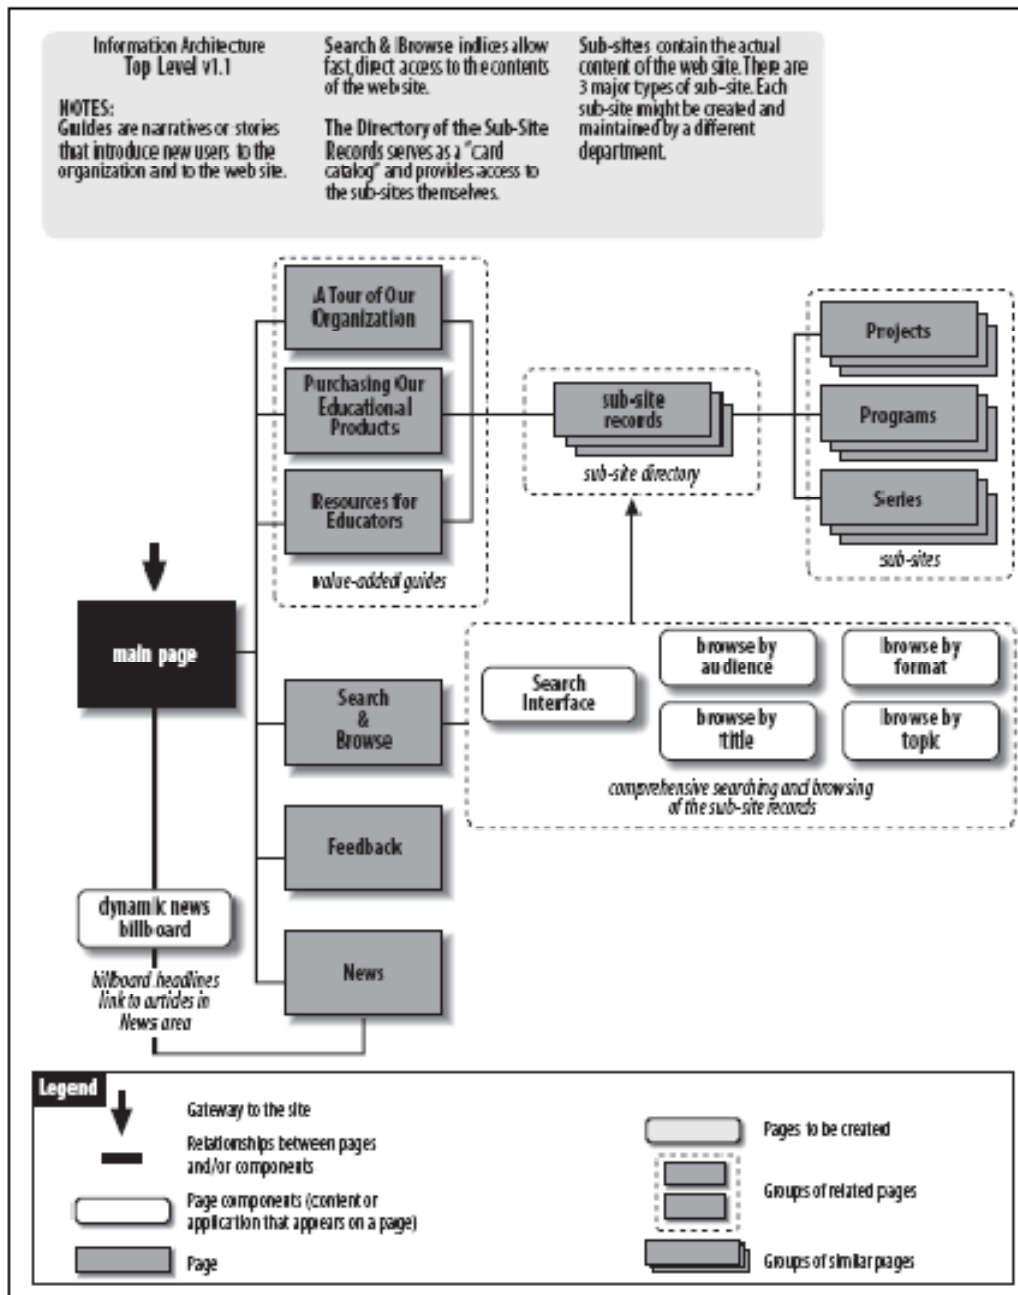 Information Architecture
Top Level v1.1
NOTES:
Guides are narratives or stories
that introduce new users to the
organization and to the web site.
Search & Browse indices allow
fast, direct access to the contents
of the web site.
The Directory of the Sub-Site
Records serves as a "card
catalog" and provides access to
the sub-sites themselves.
Sub-sites contain the actual
content of the web site. There are
3 major types of sub-site. Each
sub-site might be created and
maintained by a different
department.
A Tour of Our
Organization
Purchasing Our
Educational
Products
Resources for
Educators
value-added guides
sub-site
records
sub-site directory
Projects
Programs
Series
sub-sites
main page
Search
&
Browse
Search
Interface
browse by
audience
browse by
format
browse by
title
browse by
topic
comprehensive searching and browsing
of the sub-site records
Feedback
dynamic news
billboard
billboard headlines
link to articles in
News area
News
Legend
Gateway to the site
Relationships between pages
and/or components
Page components (content or
application that appears on a page)
Page
Pages to be created
Groups of related pages
Groups of similar pages